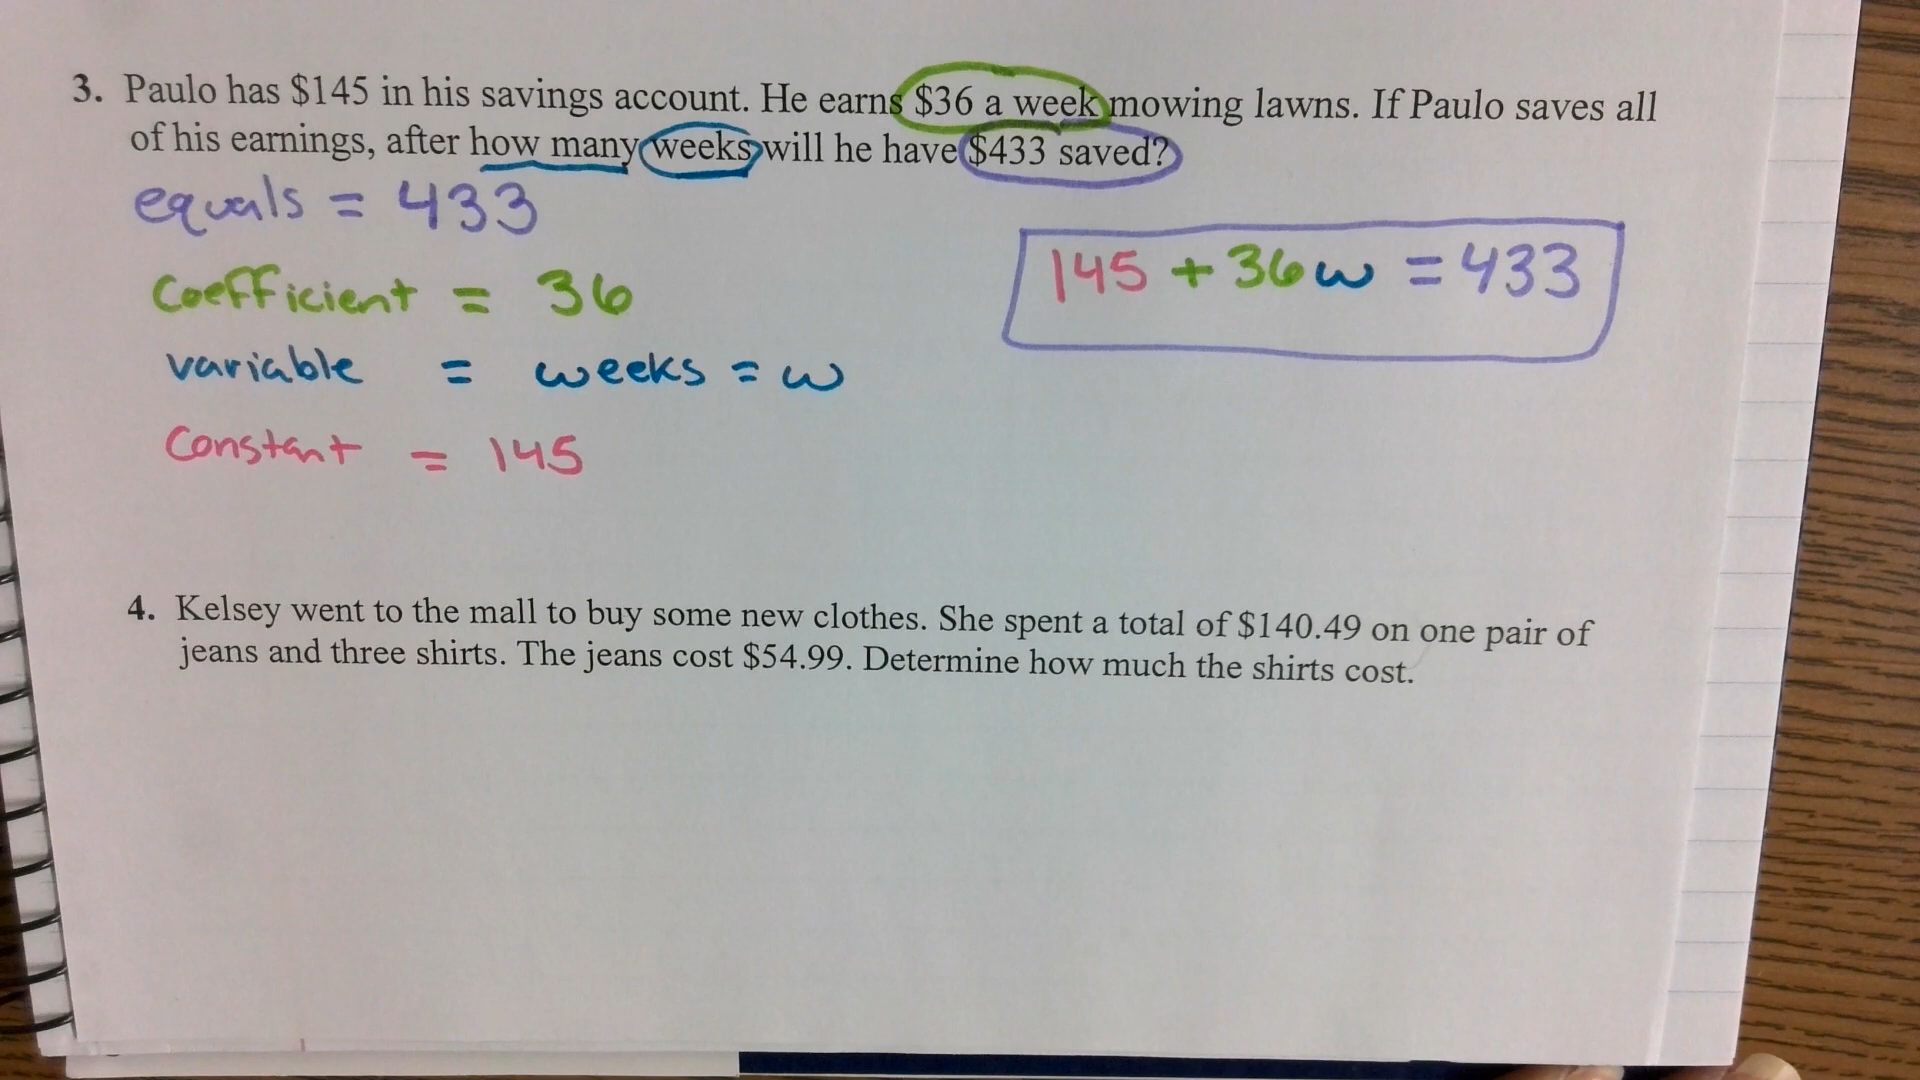 3. Paulo has $145 in his savings account. He earns $36 a week mowing lawns. If Paulo saves all
of his earnings, after how many weeks will he have $433 saved?
equals = 433
145 + 36w = 433
Coefficient = 36
variable = weeks = w
Constant = 145
4. Kelsey went to the mall to buy some new clothes. She spent a total of $140.49 on one pair of
jeans and three shirts. The jeans cost $54.99. Determine how much the shirts cost.